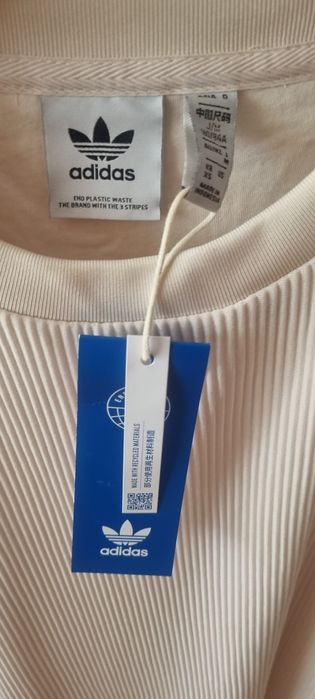 adidas
END PLASTIC WASTE
THE BRAND WITH THE 3 STRIPES
中国尺码
XS
MADE IN
INDONESIA
MADE WITH RECYCLED MATERIALS
部分使用再生材料制造
adidas